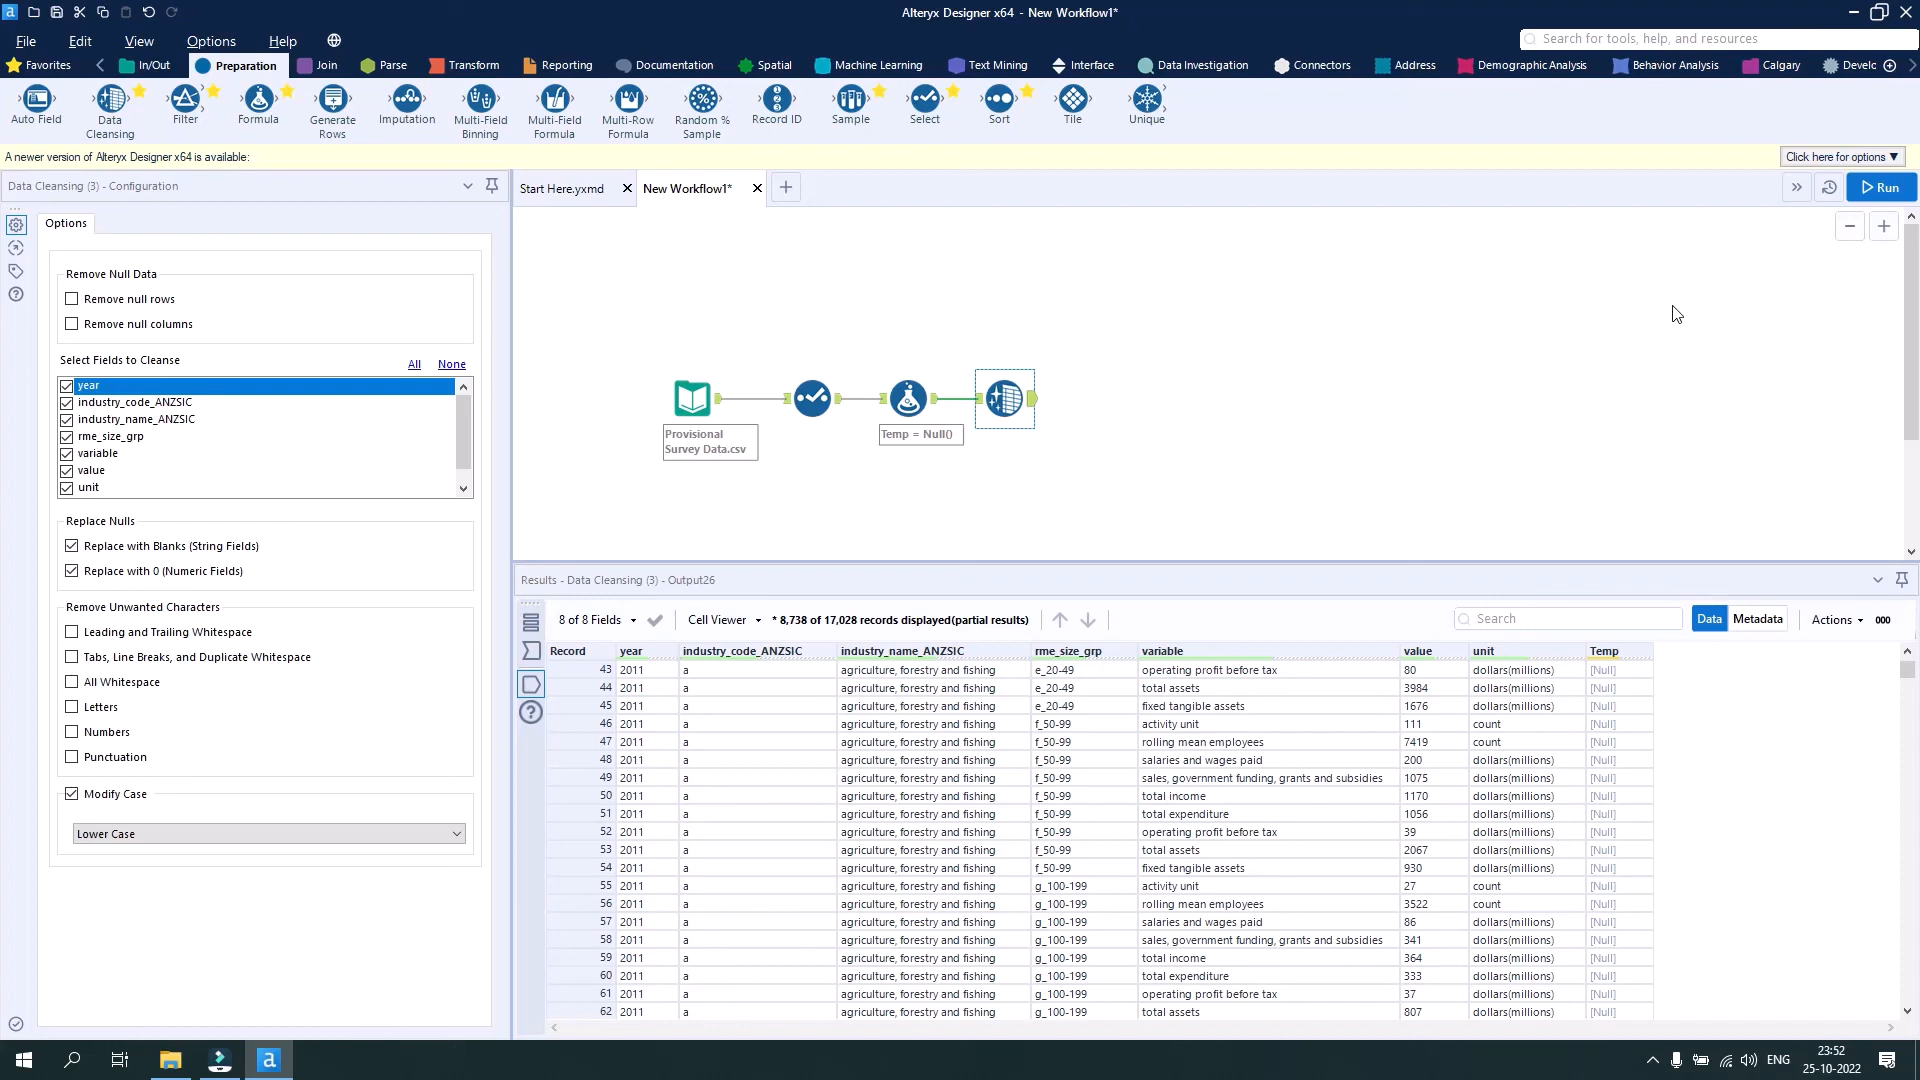 Alteryx Designer x64 - New Workflow1*
File Edit View Options Help
Search for tools, help, and resources
Favorites In/Out Preparation Join Parse Transform Reporting Documentation Spatial Machine Learning Text Mining Interface Data Investigation Connectors Address Demographic Analysis Behavior Analysis Calgary Develc
Auto Field Data Cleansing Filter Formula Generate Rows Imputation Multi-Field Binning Multi-Field Formula Multi-Row Formula Random % Sample Record ID Sample Select Sort Tile Unique
A newer version of Alteryx Designer x64 is available:
Click here for options ▼
Data Cleansing (3) - Configuration
Start Here.yxmd
New Workflow1*
Run
Options
Remove Null Data
Remove null rows
Remove null columns
Select Fields to Cleanse
All None
year
industry_code_ANZSIC
industry_name_ANZSIC
rme_size_grp
variable
value
unit
Replace Nulls
Replace with Blanks (String Fields)
Replace with 0 (Numeric Fields)
Remove Unwanted Characters
Leading and Trailing Whitespace
Tabs, Line Breaks, and Duplicate Whitespace
All Whitespace
Letters
Numbers
Punctuation
Modify Case
Lower Case
Provisional
Survey Data.csv
Temp = Null()
Results - Data Cleansing (3) - Output26
8 of 8 Fields Cell Viewer * 8,738 of 17,028 records displayed(partial results) Search Data Metadata Actions 000
Record year industry_code_ANZSIC industry_name_ANZSIC rme_size_grp variable value unit Temp
43 2011 a agriculture, forestry and fishing e_20-49 operating profit before tax 80 dollars(millions) [Null]
44 2011 a agriculture, forestry and fishing e_20-49 total assets 3984 dollars(millions) [Null]
45 2011 a agriculture, forestry and fishing e_20-49 fixed tangible assets 1676 dollars(millions) [Null]
46 2011 a agriculture, forestry and fishing f_50-99 activity unit 111 count [Null]
47 2011 a agriculture, forestry and fishing f_50-99 rolling mean employees 7419 count [Null]
48 2011 a agriculture, forestry and fishing f_50-99 salaries and wages paid 200 dollars(millions) [Null]
49 2011 a agriculture, forestry and fishing f_50-99 sales, government funding, grants and subsidies 1075 dollars(millions) [Null]
50 2011 a agriculture, forestry and fishing f_50-99 total income 1170 dollars(millions) [Null]
51 2011 a agriculture, forestry and fishing f_50-99 total expenditure 1056 dollars(millions) [Null]
52 2011 a agriculture, forestry and fishing f_50-99 operating profit before tax 39 dollars(millions) [Null]
53 2011 a agriculture, forestry and fishing f_50-99 total assets 2067 dollars(millions) [Null]
54 2011 a agriculture, forestry and fishing f_50-99 fixed tangible assets 930 dollars(millions) [Null]
55 2011 a agriculture, forestry and fishing g_100-199 activity unit 27 count [Null]
56 2011 a agriculture, forestry and fishing g_100-199 rolling mean employees 3522 count [Null]
57 2011 a agriculture, forestry and fishing g_100-199 salaries and wages paid 86 dollars(millions) [Null]
58 2011 a agriculture, forestry and fishing g_100-199 sales, government funding, grants and subsidies 341 dollars(millions) [Null]
59 2011 a agriculture, forestry and fishing g_100-199 total income 364 dollars(millions) [Null]
60 2011 a agriculture, forestry and fishing g_100-199 total expenditure 333 dollars(millions) [Null]
61 2011 a agriculture, forestry and fishing g_100-199 operating profit before tax 37 dollars(millions) [Null]
62 2011 a agriculture, forestry and fishing g_100-199 total assets 807 dollars(millions) [Null]
ENG
23:52
25-10-2022